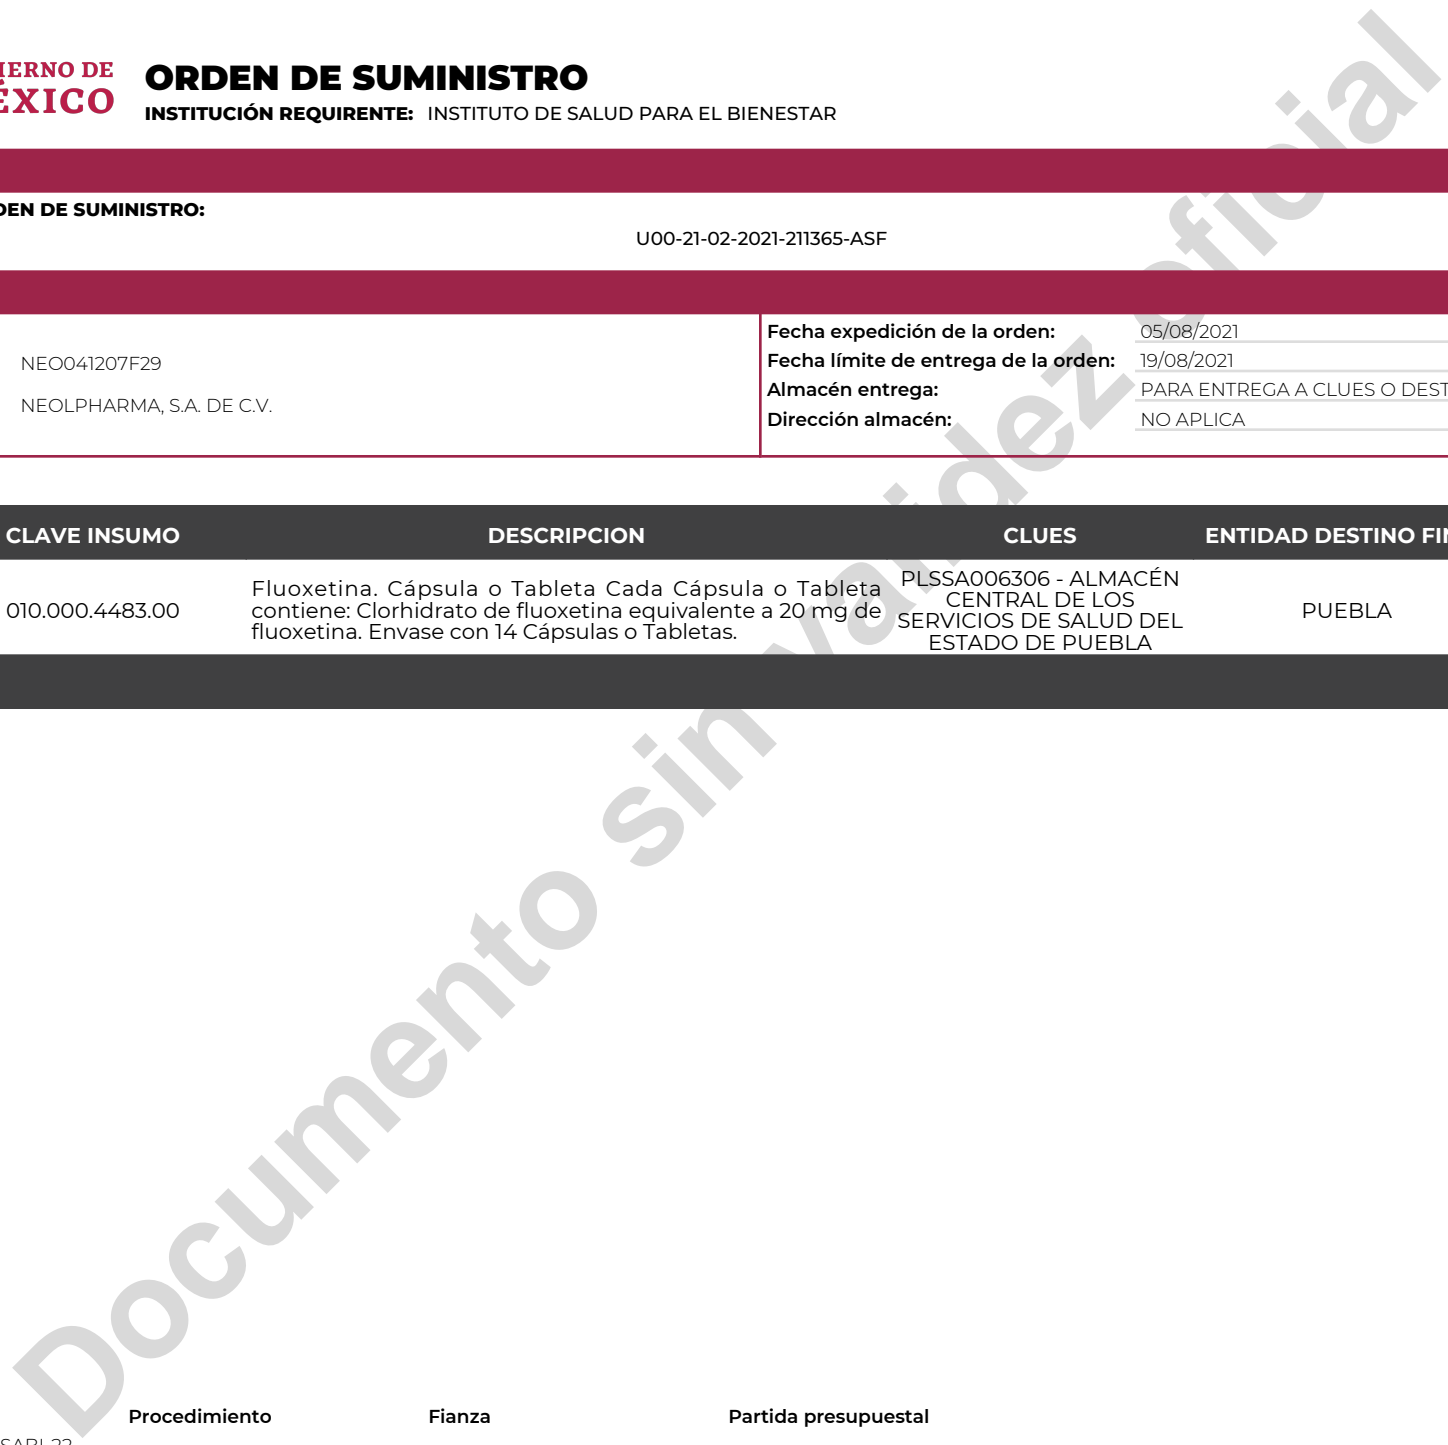 IERNO DE
ÉXICO
ORDEN DE SUMINISTRO
INSTITUCIÓN REQUIRENTE: INSTITUTO DE SALUD PARA EL BIENESTAR
DEN DE SUMINISTRO:
U00-21-02-2021-211365-ASF
NEO041207F29
NEOLPHARMA, S.A. DE C.V.
Fecha expedición de la orden: 05/08/2021
Fecha límite de entrega de la orden: 19/08/2021
Almacén entrega: PARA ENTREGA A CLUES O DEST
Dirección almacén: NO APLICA
CLAVE INSUMO DESCRIPCION CLUES ENTIDAD DESTINO FIN
010.000.4483.00
Fluoxetina. Cápsula o Tableta Cada Cápsula o Tableta
contiene: Clorhidrato de fluoxetina equivalente a 20 mg de
fluoxetina. Envase con 14 Cápsulas o Tabletas.
PLSSA006306 - ALMACÉN
CENTRAL DE LOS
SERVICIOS DE SALUD DEL
ESTADO DE PUEBLA
PUEBLA
Documento sin validez oficial
Procedimiento Fianza Partida presupuestal